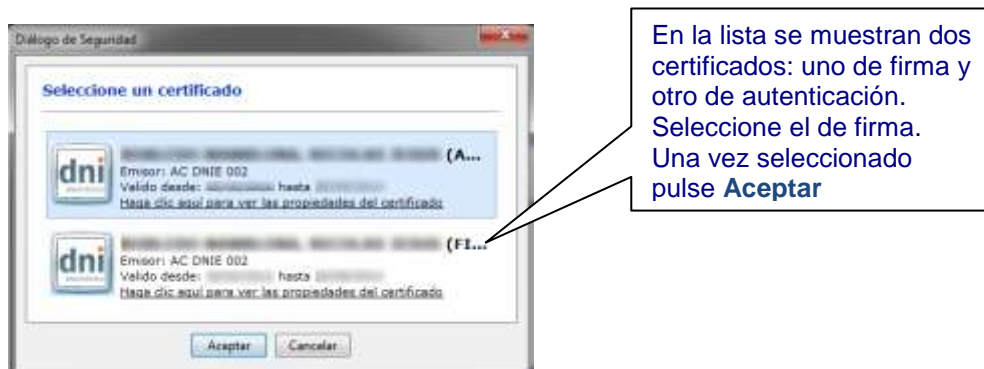 Diálogo de Seguridad
Seleccione un certificado
dni
(A...
Emisor: AC DNIE 002
Valido desde: hasta
Haga clic aquí para ver las propiedades del certificado
dni
(FI...
Emisor: AC DNIE 002
Valido desde: hasta
Haga clic aquí para ver las propiedades del certificado
Aceptar
Cancelar
En la lista se muestran dos
certificados: uno de firma y
otro de autenticación.
Seleccione el de firma.
Una vez seleccionado
pulse Aceptar